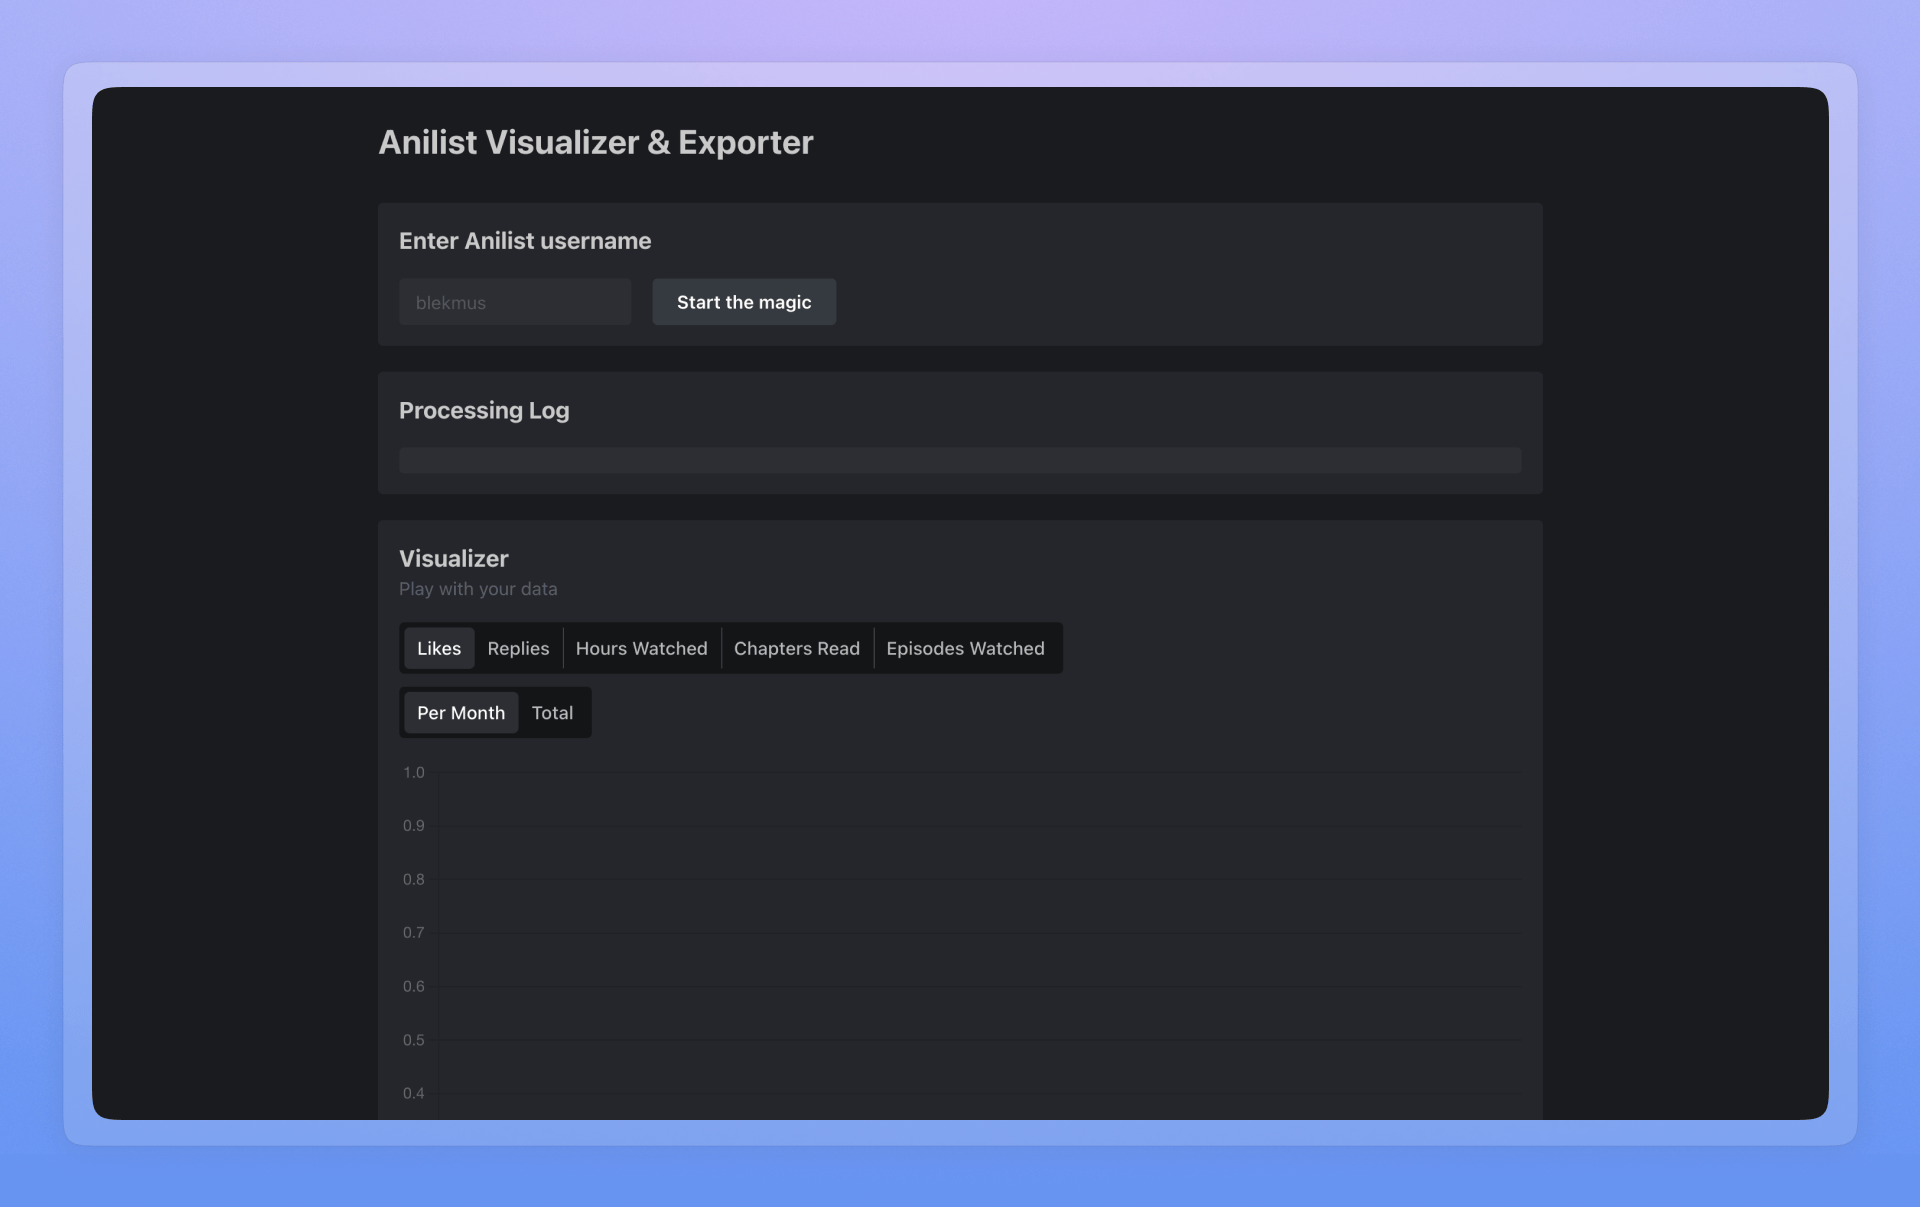 Anilist Visualizer & Exporter
Enter Anilist username
blekmus
Start the magic
Processing Log
Visualizer
Play with your data
Likes Replies Hours Watched Chapters Read Episodes Watched
Per Month Total
1.0
0.9
0.8
0.7
0.6
0.5
0.4